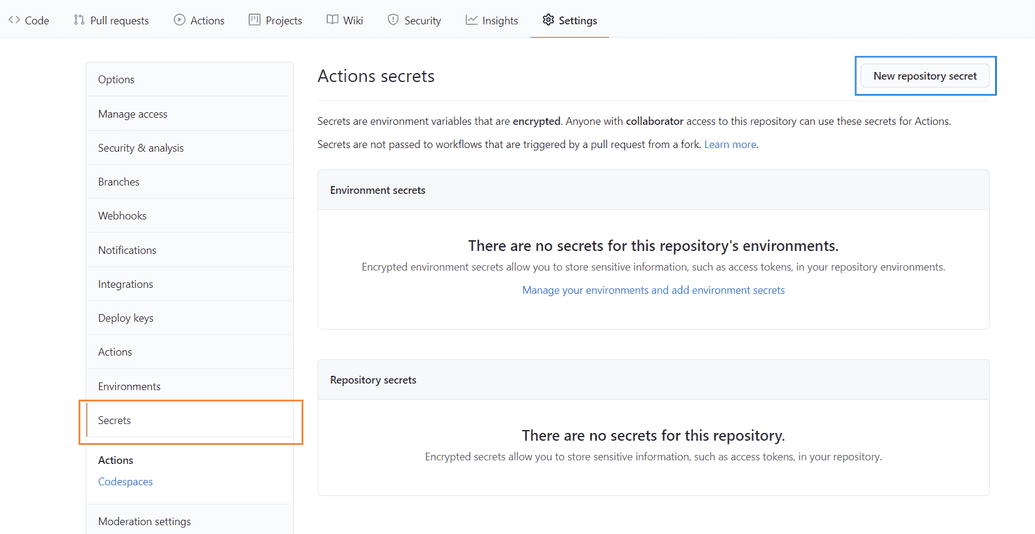 Code Pull requests Actions Projects Wiki Security Insights Settings
Options
Manage access
Security & analysis
Branches
Webhooks
Notifications
Integrations
Deploy keys
Actions
Environments
Secrets
Actions
Codespaces
Moderation settings
Actions secrets
New repository secret
Secrets are environment variables that are encrypted. Anyone with collaborator access to this repository can use these secrets for Actions.
Secrets are not passed to workflows that are triggered by a pull request from a fork. Learn more.
Environment secrets
There are no secrets for this repository's environments.
Encrypted environment secrets allow you to store sensitive information, such as access tokens, in your repository environments.
Manage your environments and add environment secrets
Repository secrets
There are no secrets for this repository.
Encrypted secrets allow you to store sensitive information, such as access tokens, in your repository.